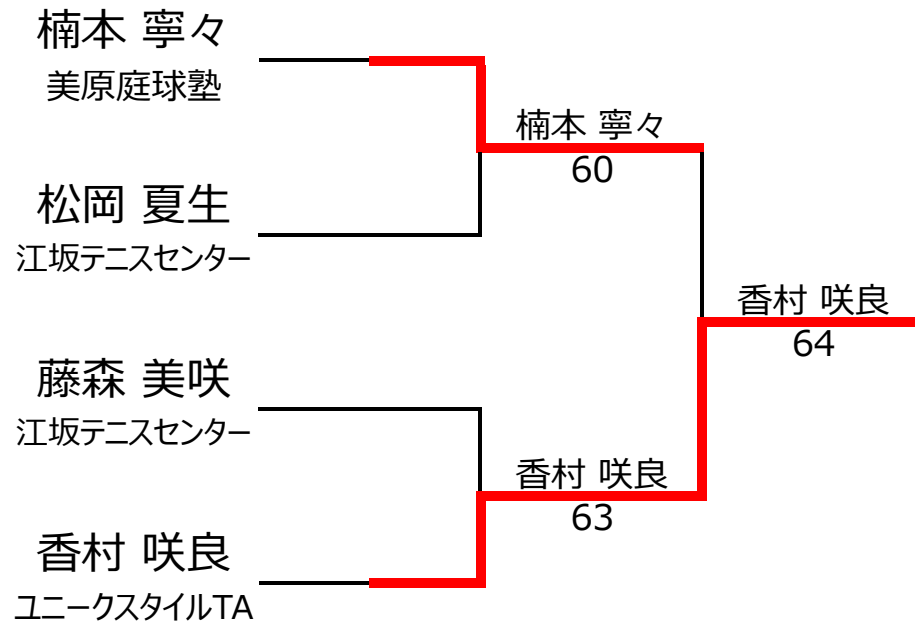 楠本 寧々
美原庭球塾
楠本 寧々
60
松岡 夏生
江坂テニスセンター
香村 咲良
64
藤森 美咲
江坂テニスセンター
香村 咲良
63
香村 咲良
ユニークスタイルTA